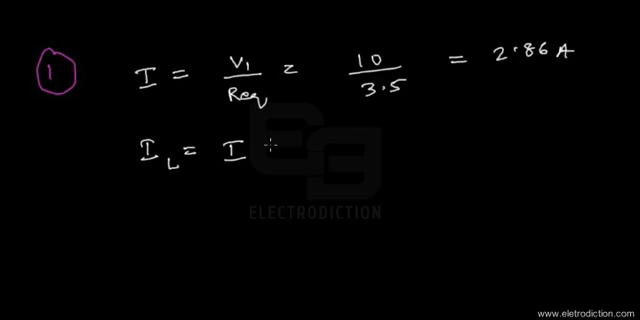 1 I = V1 / Req = 10 / 3.5 = 2.86 A
IL = I
ELECTRODICTION
www.eletrodiction.com